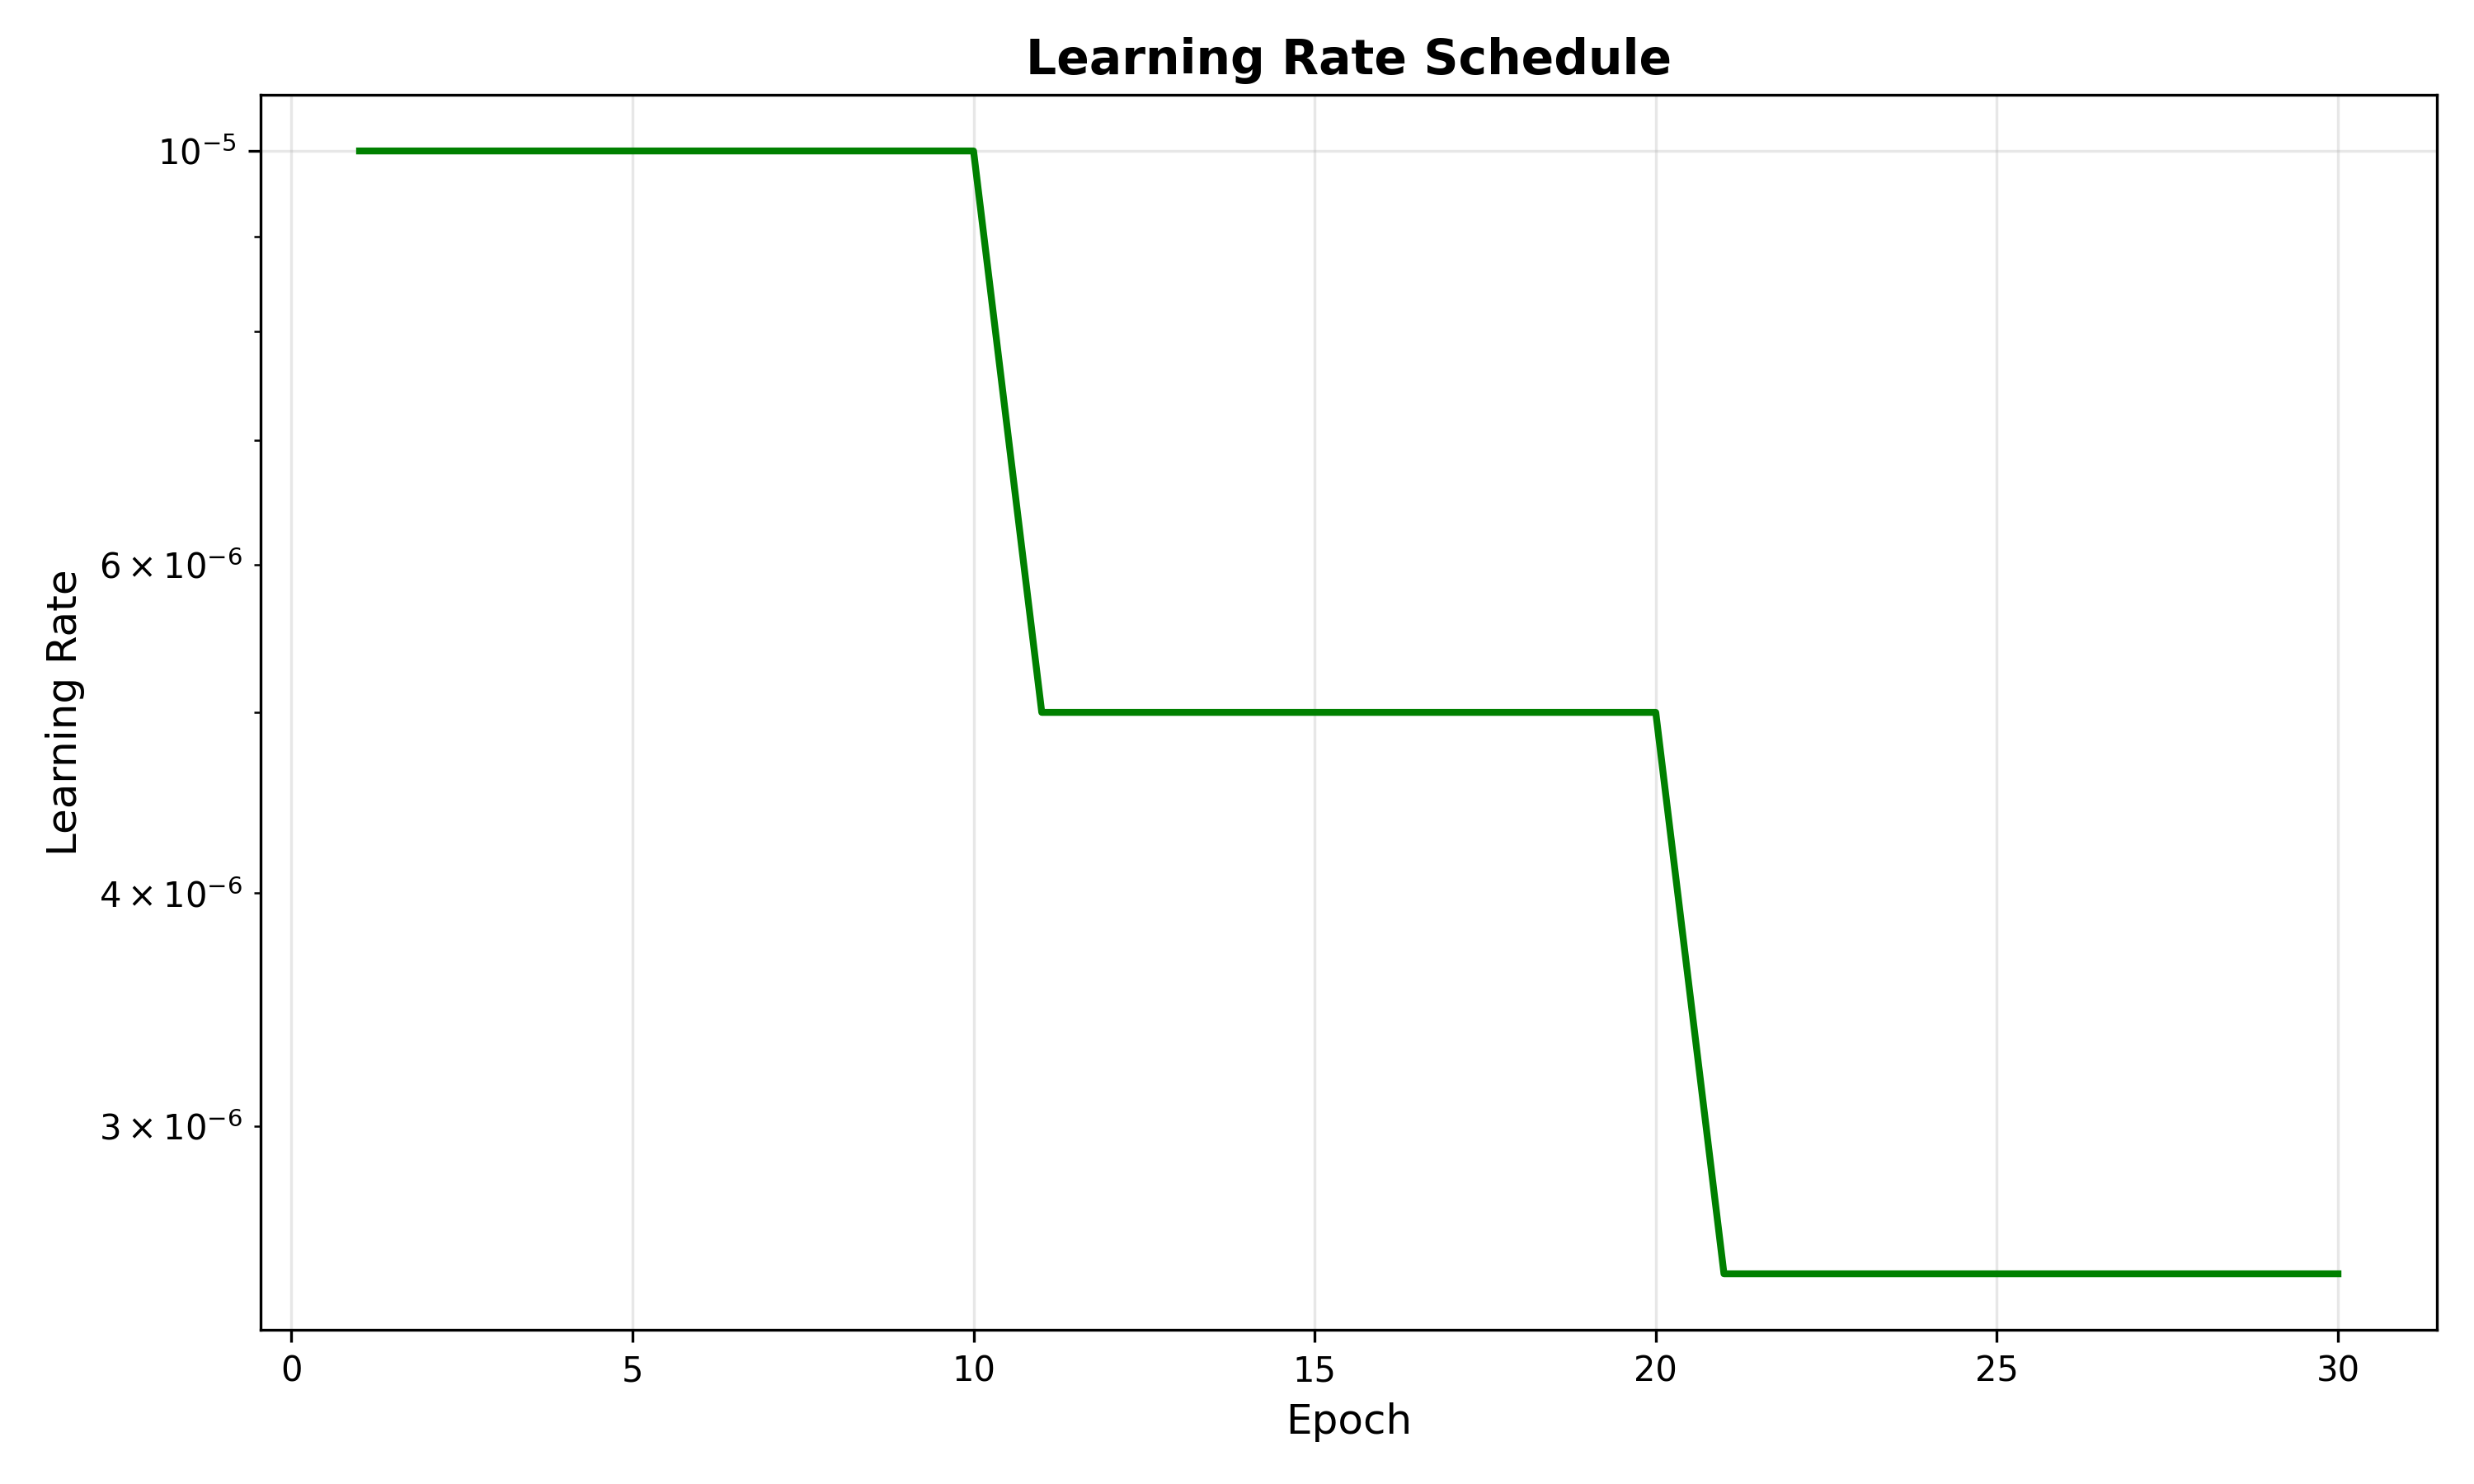 Learning Rate Schedule
10⁻⁵
6 × 10⁻⁶
4 × 10⁻⁶
3 × 10⁻⁶
Learning Rate
0 5 10 15 20 25 30
Epoch